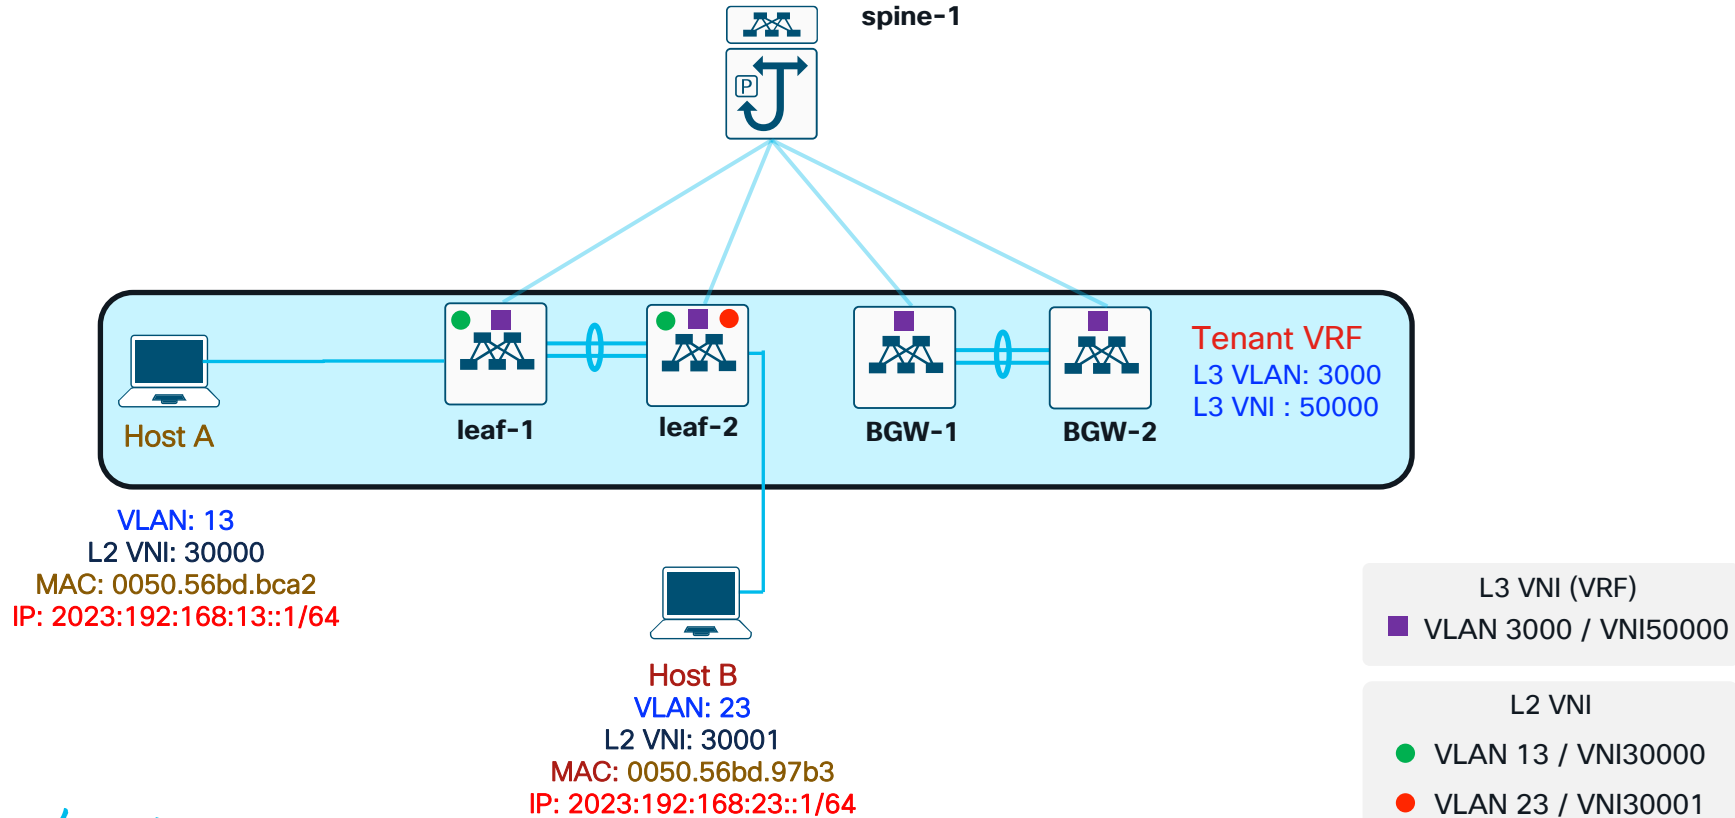 spine-1
P
Tenant VRF
L3 VLAN: 3000
L3 VNI : 50000
Host A
leaf-1
leaf-2
BGW-1
BGW-2
VLAN: 13
L2 VNI: 30000
MAC: 0050.56bd.bca2
IP: 2023:192:168:13::1/64
Host B
VLAN: 23
L2 VNI: 30001
MAC: 0050.56bd.97b3
IP: 2023:192:168:23::1/64
L3 VNI (VRF)
VLAN 3000 / VNI50000
L2 VNI
VLAN 13 / VNI30000
VLAN 23 / VNI30001